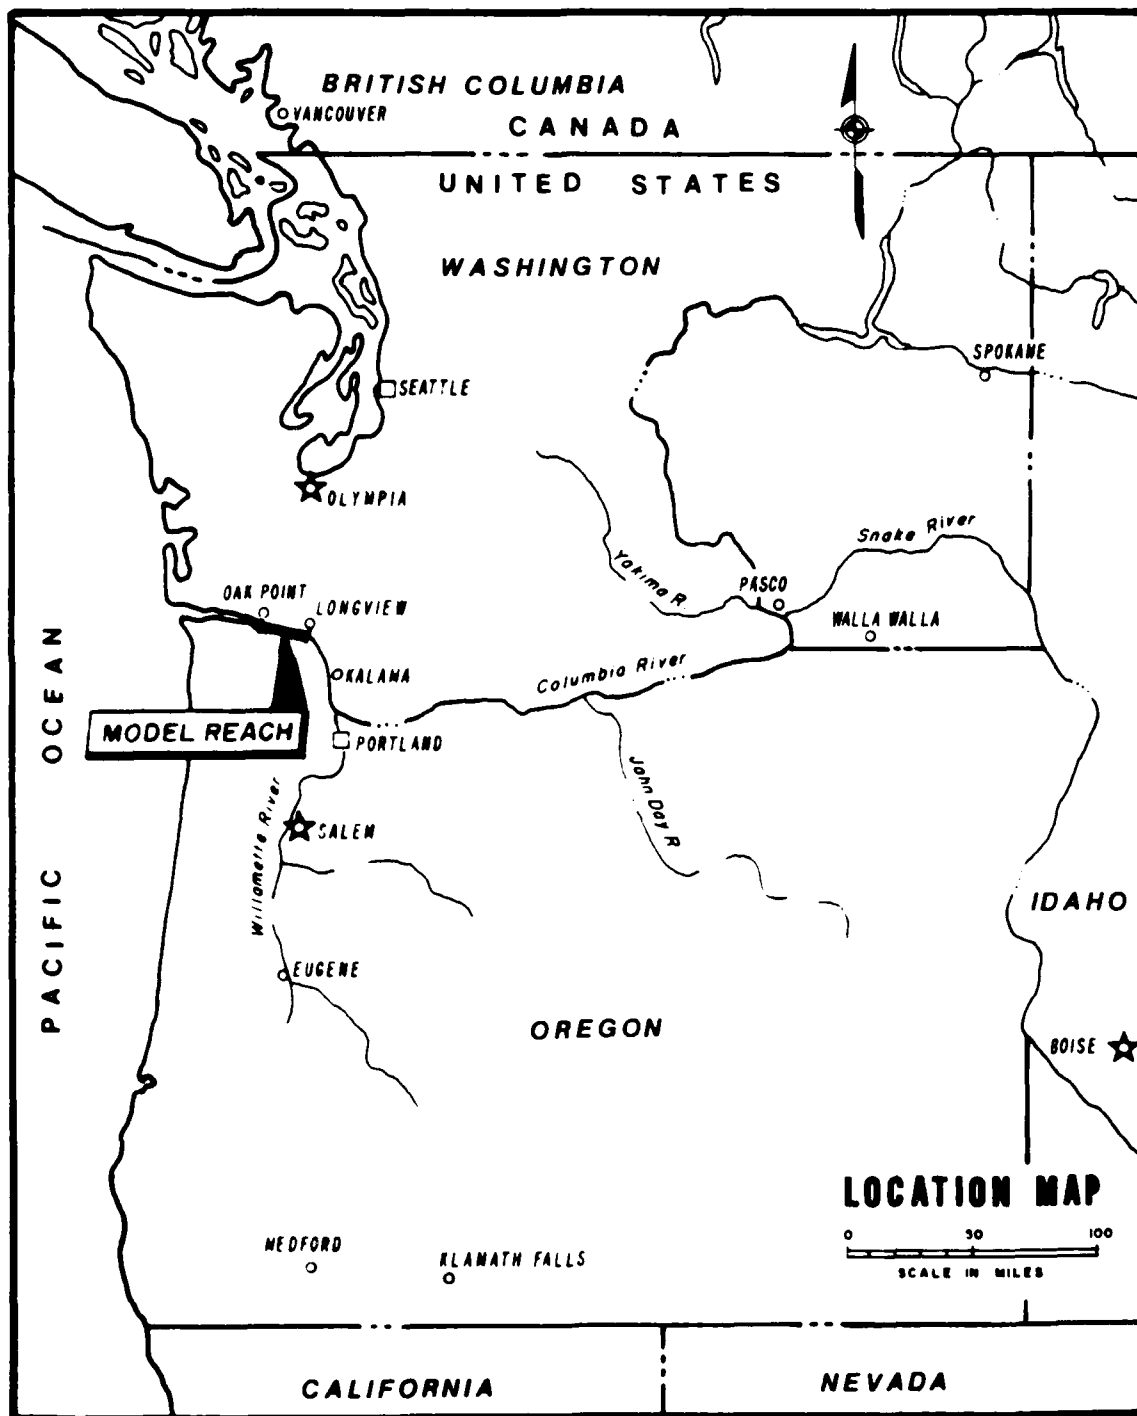 BRITISH COLUMBIA
VANCOUVER
CANADA
UNITED STATES
WASHINGTON
SPOKANE
SEATTLE
OLYMPIA
Snake River
Yakima R.
PASCO
OAK POINT
LONGVIEW
WALLA WALLA
KALAMA
Columbia River
PACIFIC OCEAN
MODEL REACH
PORTLAND
John Day R
Willamette River
SALEM
IDAHO
EUGENE
OREGON
BOISE
LOCATION MAP
0 50 100
SCALE IN MILES
MEDFORD
KLAMATH FALLS
CALIFORNIA
NEVADA